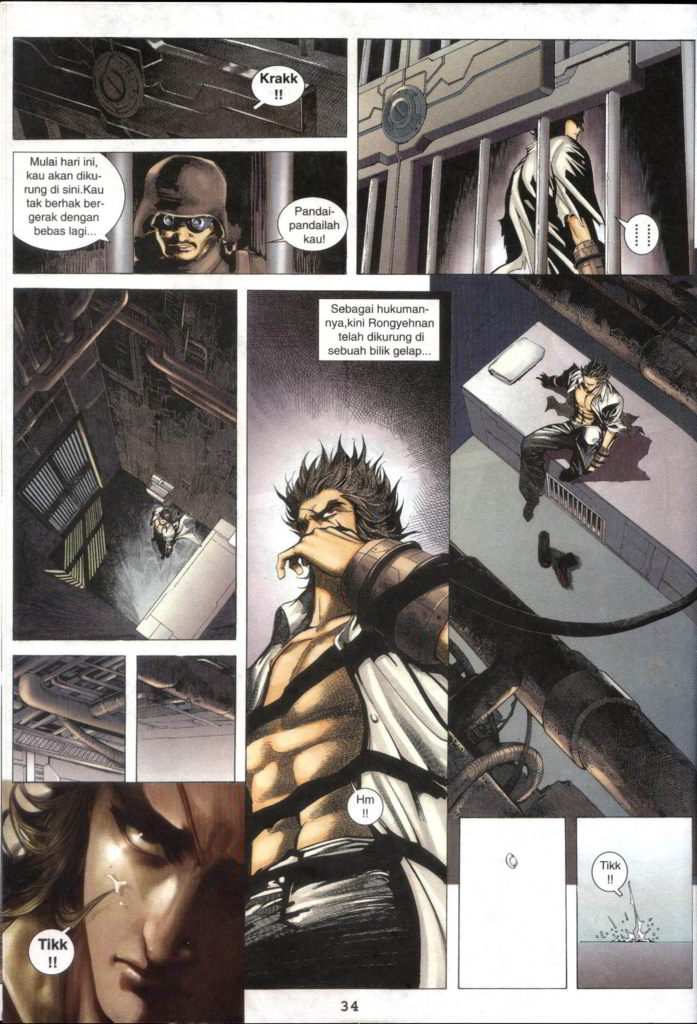 Krakk
!!
Mulai hari ini,
kau akan diku-
rung di sini.Kau
tak berhak ber-
gerak dengan
bebas lagi...
Pandai-
pandailah
kau!
Sebagai hukuman-
nya,kini Rongyehnan
telah dikurung di
sebuah bilik gelap...
Hm
!!
Tikk
!!
Tikk
!!
34